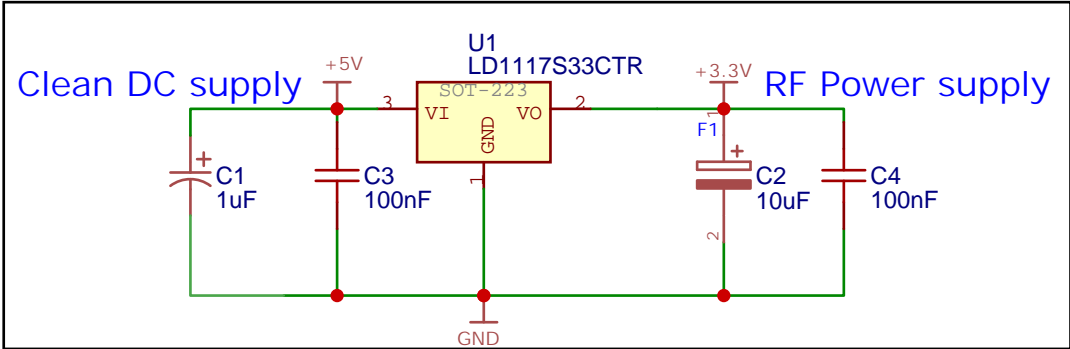 U1
LD1117S33CTR
Clean DC supply
+5V
SOT-223
+3.3V
RF Power supply
3
VI
GND
VO
2
1
F1
1
+
C1
1uF
C3
100nF
+
C2
10uF
C4
100nF
2
GND